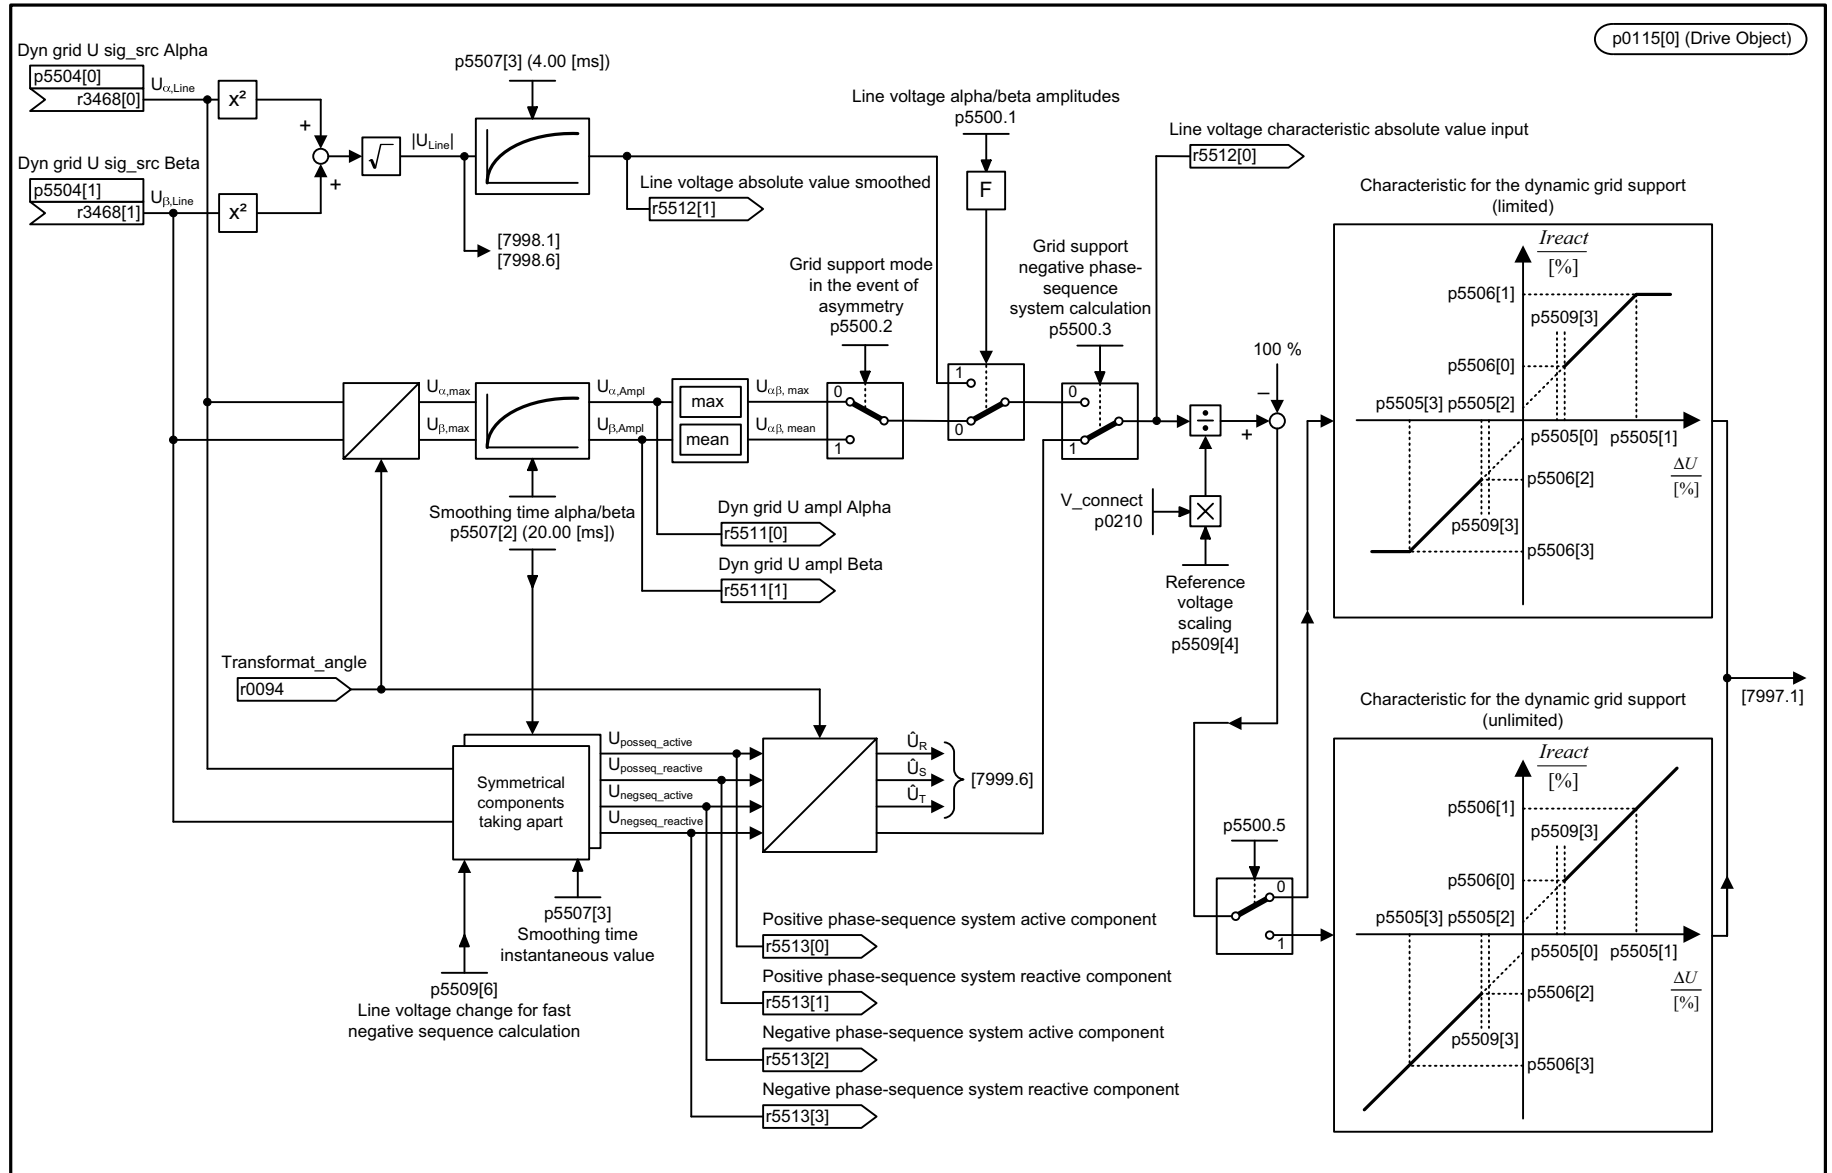 p0115[0] (Drive Object)
Dyn grid U sig_src Alpha
p5504[0]
r3468[0]
Uα,Line
x²
Dyn grid U sig_src Beta
p5504[1]
r3468[1]
Uβ,Line
x²
+
+
√
|ULine|
p5507[3] (4.00 [ms])
Line voltage absolute value smoothed
r5512[1]
[7998.1]
[7998.6]
Line voltage alpha/beta amplitudes
p5500.1
F
Line voltage characteristic absolute value input
r5512[0]
Grid support mode
in the event of
asymmetry
p5500.2
Grid support
negative phase-
sequence
system calculation
p5500.3
Uα,max
Uβ,max
Uα,Ampl
Uβ,Ampl
max
mean
Uαβ, max
Uαβ, mean
0
1
1
0
0
1
÷
100 %
–
+
V_connect
p0210
×
Reference
voltage
scaling
p5509[4]
Smoothing time alpha/beta
p5507[2] (20.00 [ms])
Dyn grid U ampl Alpha
r5511[0]
Dyn grid U ampl Beta
r5511[1]
Transformat_angle
r0094
Symmetrical
components
taking apart
Uposseq_active
Uposseq_reactive
Unegseq_active
Unegseq_reactive
ÛR
ÛS
ÛT
[7999.6]
p5507[3]
Smoothing time
instantaneous value
p5509[6]
Line voltage change for fast
negative sequence calculation
Positive phase-sequence system active component
r5513[0]
Positive phase-sequence system reactive component
r5513[1]
Negative phase-sequence system active component
r5513[2]
Negative phase-sequence system reactive component
r5513[3]
p5500.5
0
1
Characteristic for the dynamic grid support
(limited)
Ireact
[%]
p5506[1]
p5509[3]
p5506[0]
p5505[3] p5505[2]
p5505[0] p5505[1]
ΔU
[%]
p5506[2]
p5509[3]
p5506[3]
[7997.1]
Characteristic for the dynamic grid support
(unlimited)
Ireact
[%]
p5506[1]
p5509[3]
p5506[0]
p5505[3] p5505[2]
p5505[0] p5505[1]
ΔU
[%]
p5506[2]
p5509[3]
p5506[3]